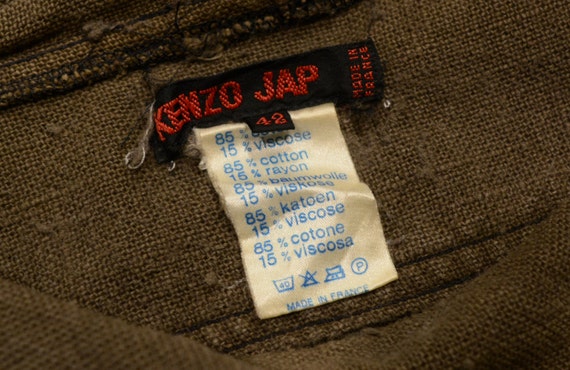 KENZO JAP
MADE IN
FRANCE
42
85 %
15 % viscose
85 % cotton
15 % rayon
85 % baumwolle
15 % viskose
85 % katoen
15 % viscose
85 % cotone
15 % viscosa
40 P
MADE IN FRANCE